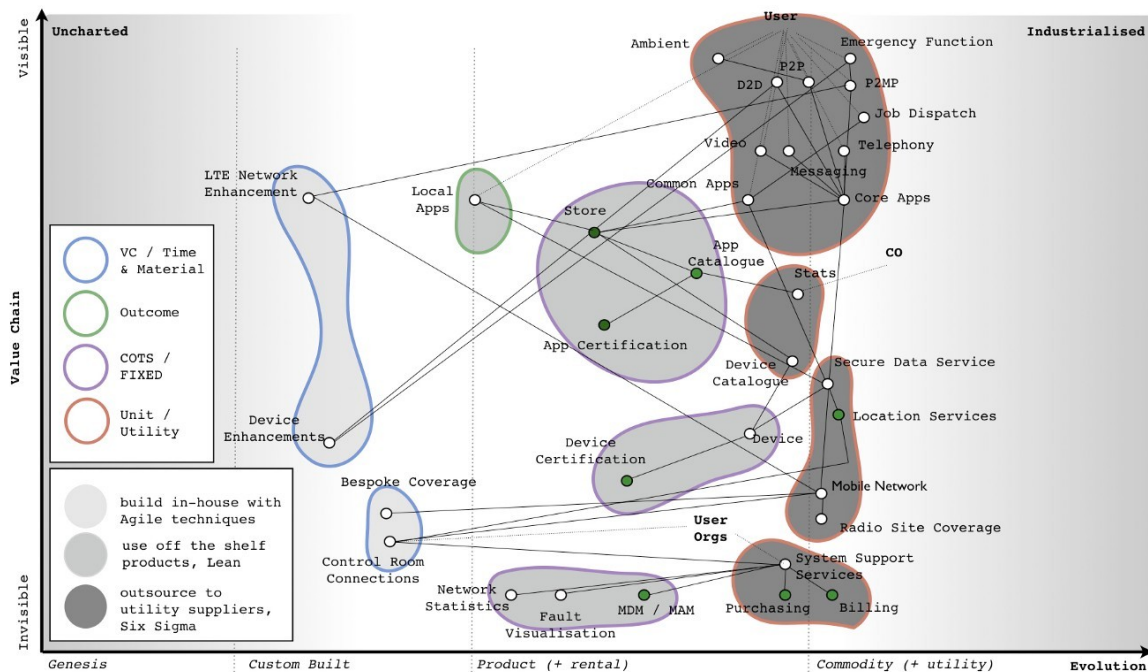 Visible
Uncharted
User
Industrialised
Ambient
Emergency Function
P2P
D2D
P2MP
Job Dispatch
Video
Telephony
Messaging
LTE Network
Enhancement
Local
Apps
Common Apps
Core Apps
Store
App
Catalogue
CO
Stats
VC / Time
& Material
Outcome
COTS /
FIXED
Unit /
Utility
App Certification
Device
Catalogue
Secure Data Service
Value Chain
Location Services
Device
Enhancements
Device
Certification
Device
Bespoke Coverage
Mobile Network
build in-house with
Agile techniques
use off the shelf
products, Lean
outsource to
utility suppliers,
Six Sigma
User
Orgs
Radio Site Coverage
Control Room
Connections
System Support
Services
Network
Statistics
Fault
Visualisation
MDM / MAM
Purchasing
Billing
Invisible
Genesis
Custom Built
Product (+ rental)
Commodity (+ utility)
Evolution